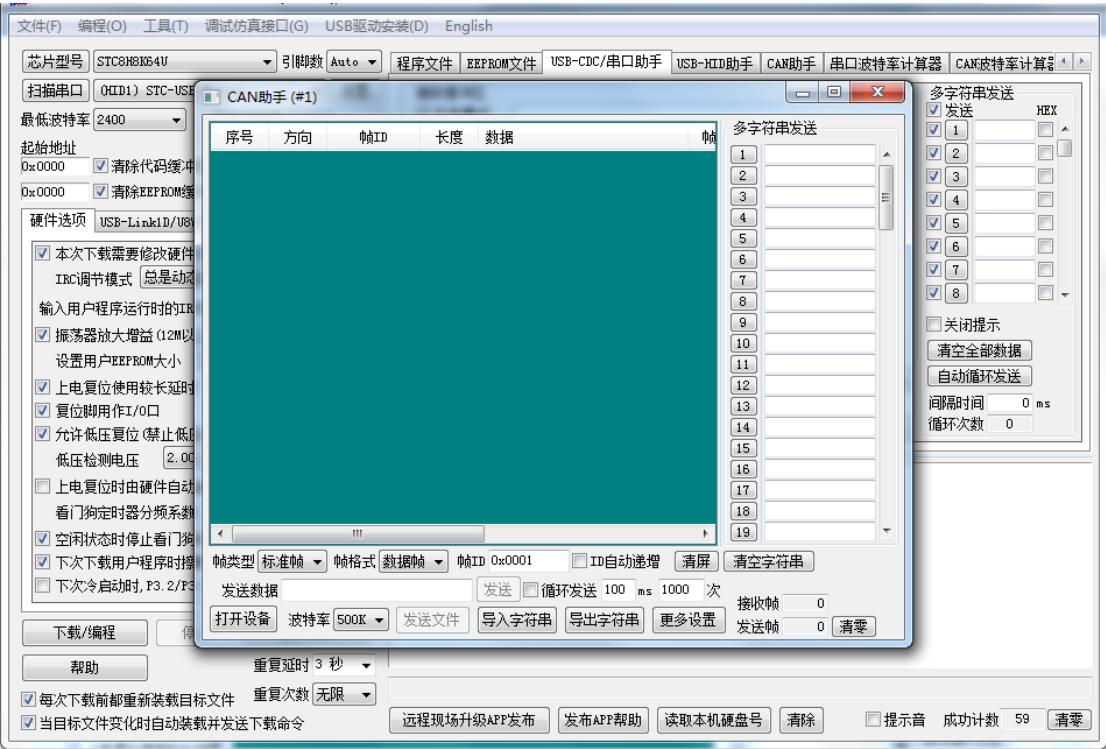 文件(F) 编程(O) 工具(T) 调试仿真接口(G) USB驱动安装(D) English
芯片型号 STC8H8K64U 引脚数 Auto 程序文件 EEPROM文件 USB-CDC/串口助手 USB-HID助手 CAN助手 串口波特率计算器 CAN波特率计算器
扫描串口 (HID1) STC-USB
最低波特率 2400
起始地址
0x0000 清除代码缓冲
0x0000 清除EEPROM缓
硬件选项 USB-Link1D/U8W
本次下载需要修改硬件
IRC调节模式 总是动态
输入用户程序运行时的IR
振荡器放大增益(12M以
设置用户EEPROM大小
上电复位使用较长延时
复位脚用作I/O口
允许低压复位(禁止低压
低压检测电压 2.00
上电复位时由硬件自动
看门狗定时器分频系数
空闲状态时停止看门狗
下次下载用户程序时擦
下次冷启动时,P3.2/P3
下载/编程 停
帮助
重复延时 3 秒
每次下载前都重新装载目标文件 重复次数 无限
当目标文件变化时自动装载并发送下载命令
CAN助手 (#1)
序号 方向 帧ID 长度 数据 帧
多字符串发送
1
2
3
4
5
6
7
8
9
10
11
12
13
14
15
16
17
18
19
帧类型 标准帧 帧格式 数据帧 帧ID 0x0001 ID自动递增 清屏 清空字符串
发送数据 发送 循环发送 100 ms 1000 次
接收帧 0
打开设备 波特率 500K 发送文件 导入字符串 导出字符串 更多设置
发送帧 0 清零
多字符串发送
发送 HEX
1
2
3
4
5
6
7
8
关闭提示
清空全部数据
自动循环发送
间隔时间 0 ms
循环次数 0
远程现场升级APP发布 发布APP帮助 读取本机硬盘号 清除 提示音 成功计数 59 清零